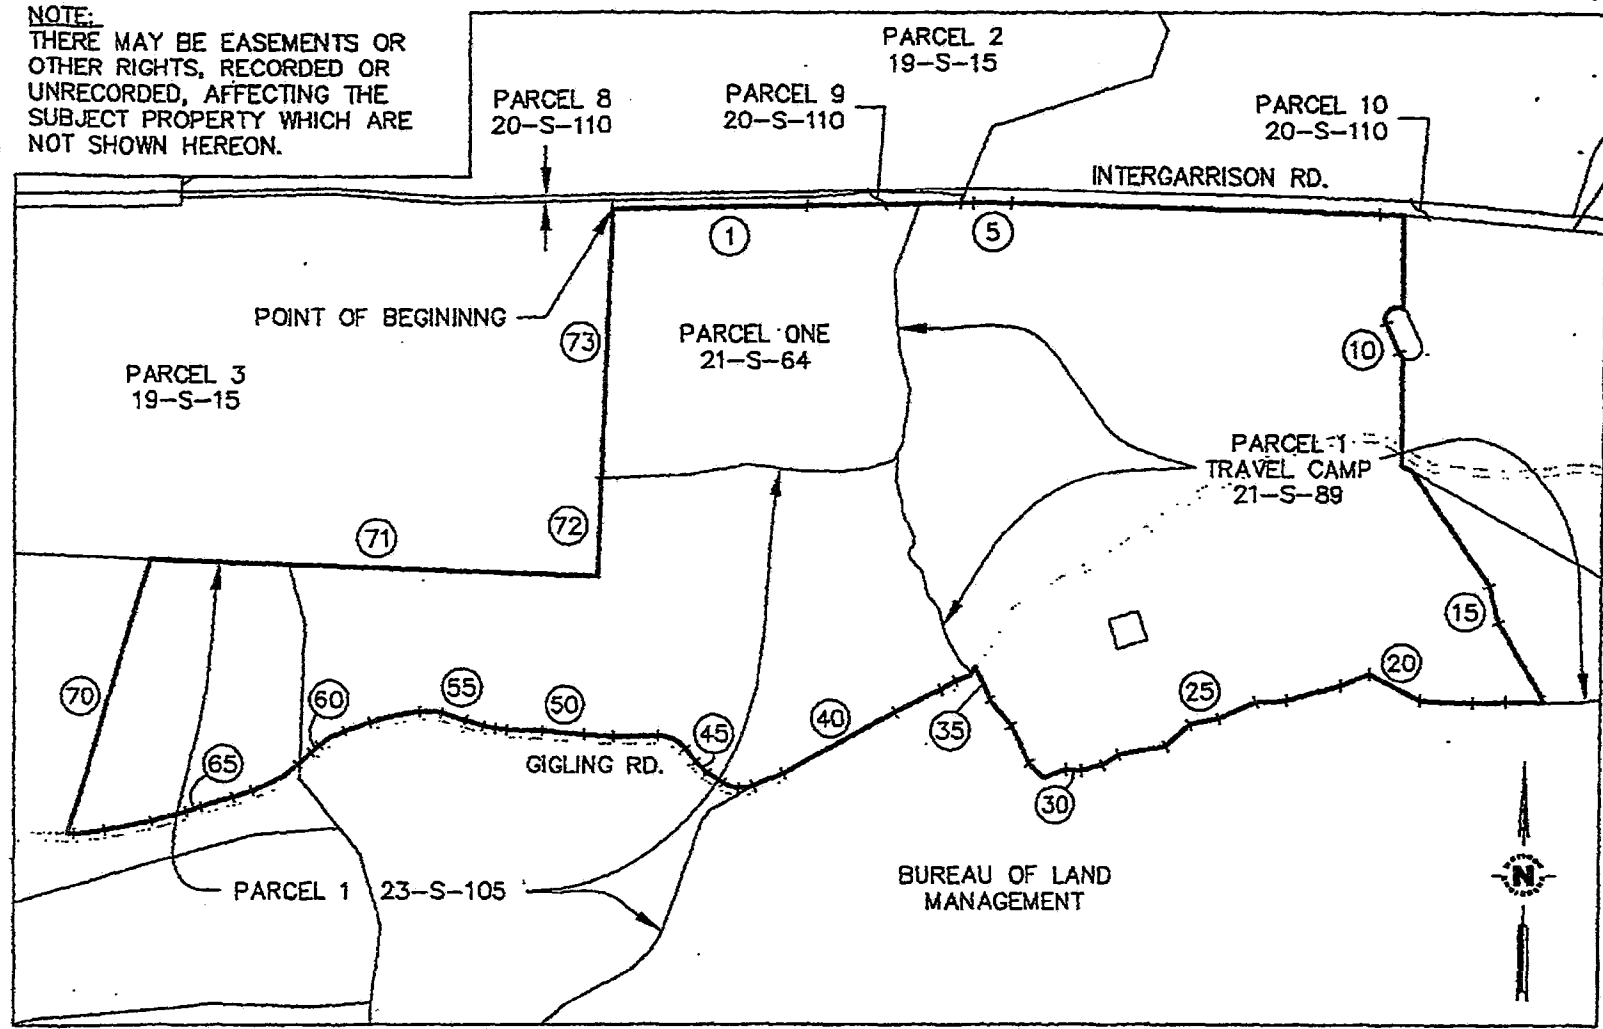 NOTE:
THERE MAY BE EASEMENTS OR
OTHER RIGHTS, RECORDED OR
UNRECORDED, AFFECTING THE
SUBJECT PROPERTY WHICH ARE
NOT SHOWN HEREON.
PARCEL 2
19-S-15
PARCEL 8
20-S-110
PARCEL 9
20-S-110
PARCEL 10
20-S-110
INTERGARRISON RD.
1
5
POINT OF BEGININNG
73
PARCEL ONE
21-S-64
10
PARCEL 3
19-S-15
PARCEL 1
TRAVEL CAMP
21-S-89
72
71
15
20
70
60
55
50
45
40
35
25
65
GIGLING RD.
30
PARCEL 1 23-S-105
BUREAU OF LAND
MANAGEMENT
N